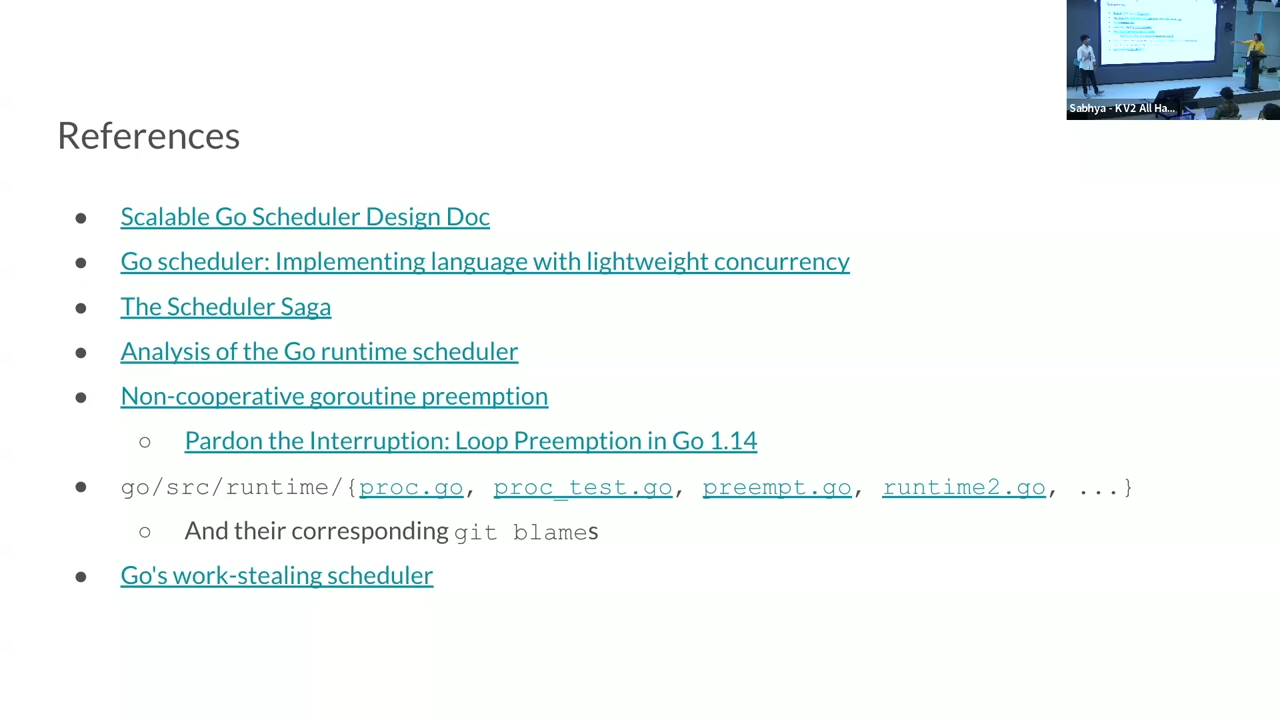 Sabhya - KV2 All Ha...
References
● Scalable Go Scheduler Design Doc
● Go scheduler: Implementing language with lightweight concurrency
● The Scheduler Saga
● Analysis of the Go runtime scheduler
● Non-cooperative goroutine preemption
○ Pardon the Interruption: Loop Preemption in Go 1.14
● go/src/runtime/{proc.go, proc_test.go, preempt.go, runtime2.go, ...}
○ And their corresponding git blames
● Go's work-stealing scheduler